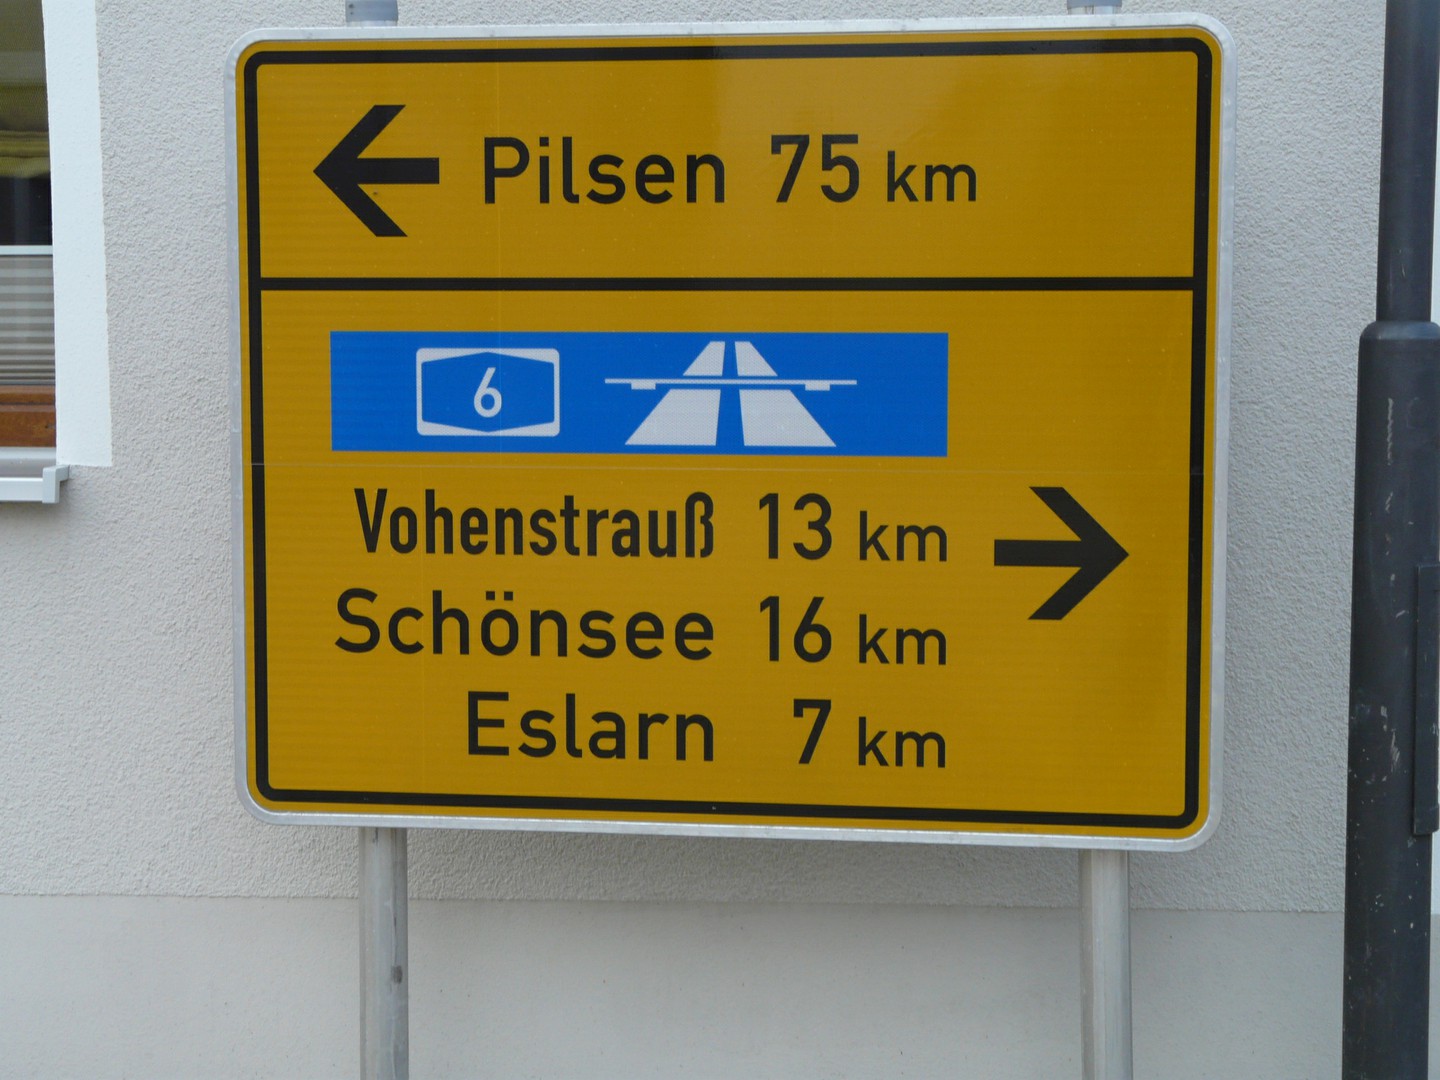 Pilsen 75 km
6
Vohenstrauß 13 km
Schönsee 16 km
Eslarn 7 km